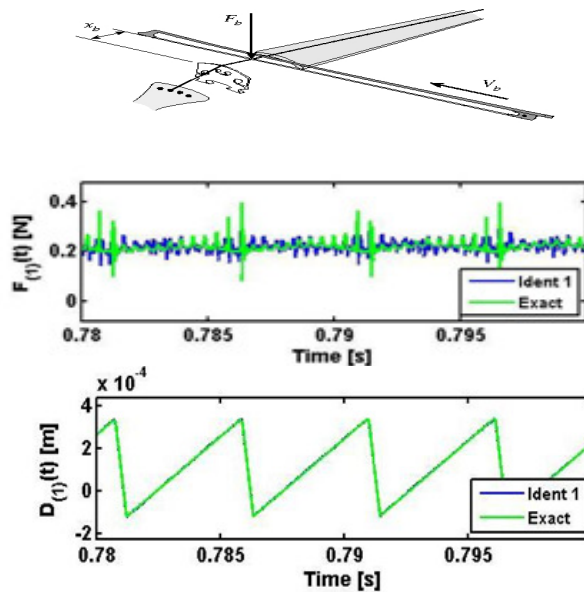 x_b
F_b
V_b
F_(1)(t) [N]
0.4
0.2
0
0.78
0.785
0.79
0.795
Time [s]
Ident 1
Exact
x 10^-4
D_(1)(t) [m]
4
2
0
-2
0.78
0.785
0.79
0.795
Time [s]
Ident 1
Exact